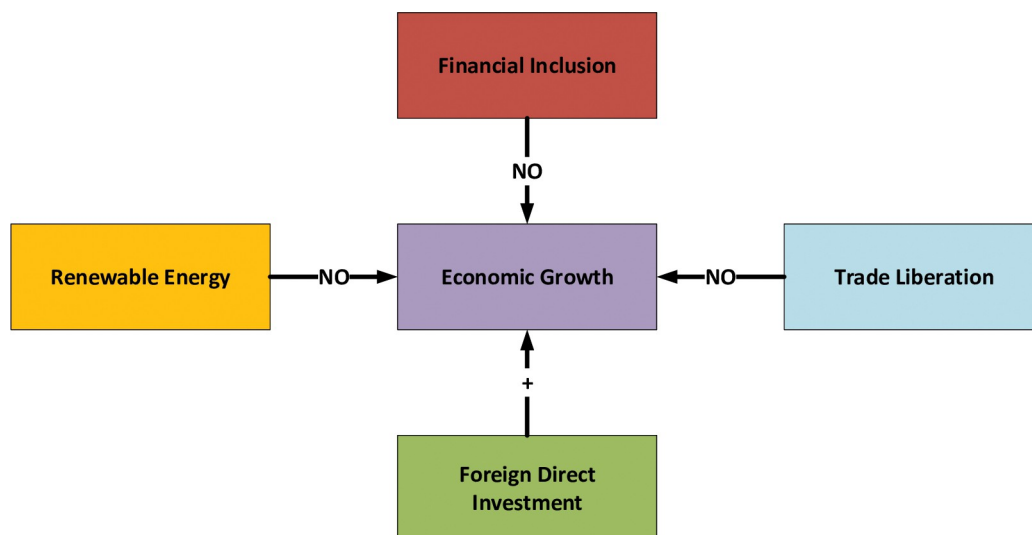 Financial Inclusion
NO
Renewable Energy
NO
Economic Growth
NO
Trade Liberation
+
Foreign Direct
Investment